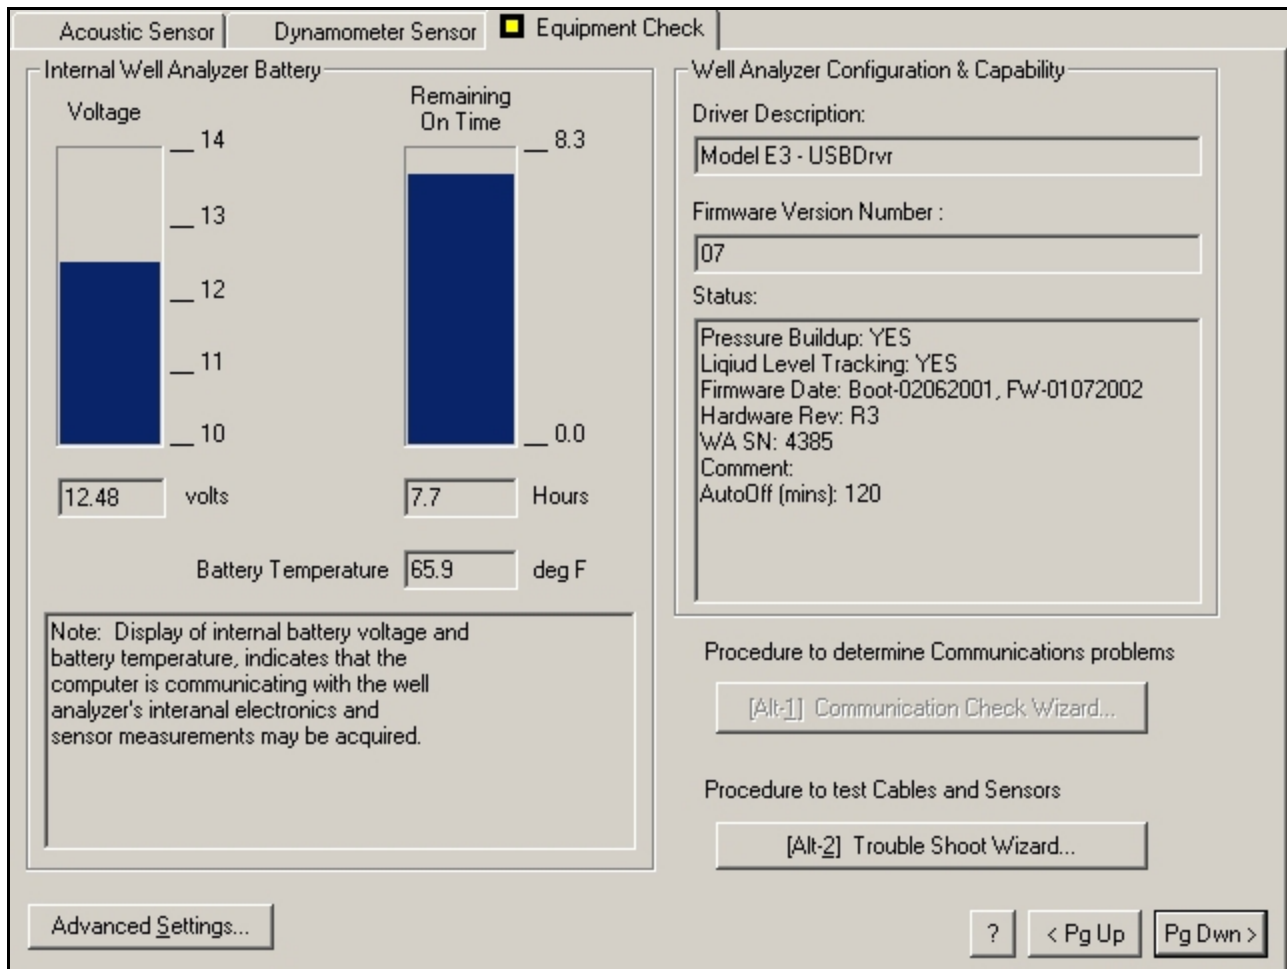 Acoustic Sensor
Dynamometer Sensor
Equipment Check
Internal Well Analyzer Battery
Voltage
Remaining
On Time
14
13
12
11
10
8.3
0.0
12.48 volts
7.7 Hours
Battery Temperature 65.9 deg F
Note: Display of internal battery voltage and
battery temperature, indicates that the
computer is communicating with the well
analyzer's interanal electronics and
sensor measurements may be acquired.
Well Analyzer Configuration & Capability
Driver Description:
Model E3 - USBDrvr
Firmware Version Number :
07
Status:
Pressure Buildup: YES
Liqiud Level Tracking: YES
Firmware Date: Boot-02062001, FW-01072002
Hardware Rev: R3
WA SN: 4385
Comment:
AutoOff (mins): 120
Procedure to determine Communications problems
[Alt-1] Communication Check Wizard...
Procedure to test Cables and Sensors
[Alt-2] Trouble Shoot Wizard...
Advanced Settings...
?
< Pg Up
Pg Dwn >